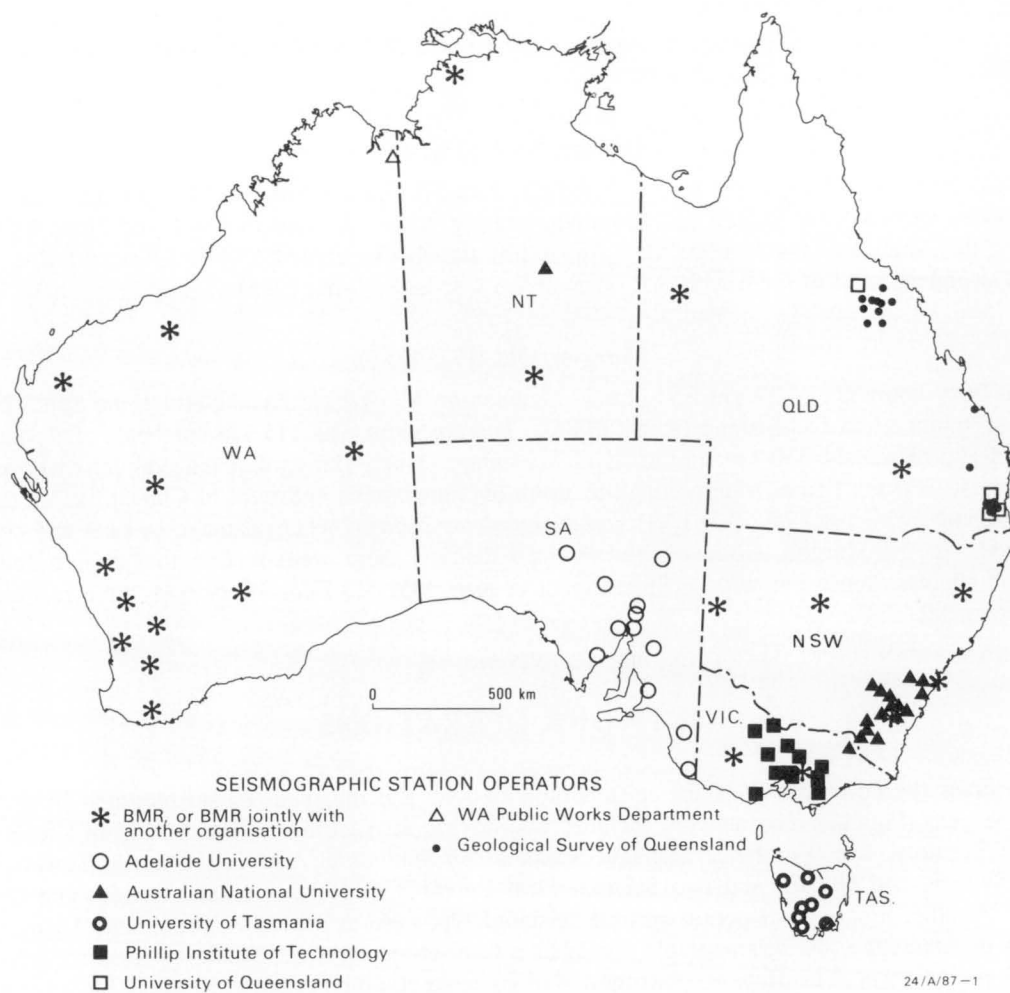 NT
QLD
WA
SA
NSW
0 500 km
VIC.
SEISMOGRAPHIC STATION OPERATORS
BMR, or BMR jointly with
another organisation
Adelaide University
Australian National University
University of Tasmania
Phillip Institute of Technology
University of Queensland
WA Public Works Department
Geological Survey of Queensland
TAS.
24/A/87-1